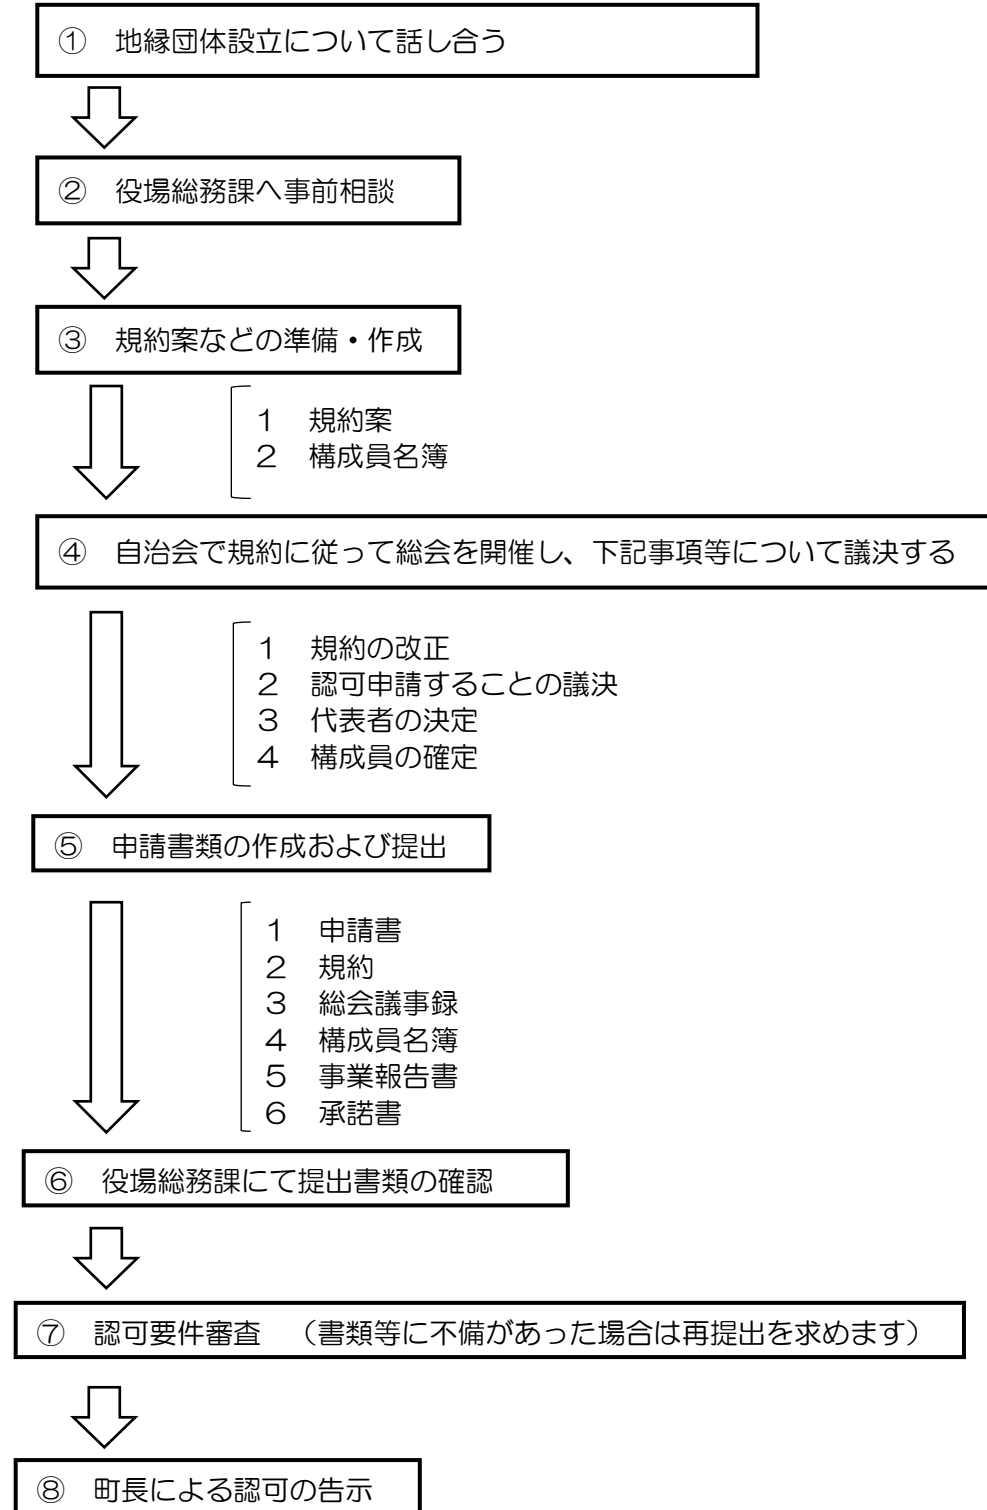 ①　地縁団体設立について話し合う
②　役場総務課へ事前相談
③　規約案などの準備・作成
１　規約案
２　構成員名簿
④　自治会で規約に従って総会を開催し、下記事項等について議決する
１　規約の改正
２　認可申請することの議決
３　代表者の決定
４　構成員の確定
⑤　申請書類の作成および提出
１　申請書
２　規約
３　総会議事録
４　構成員名簿
５　事業報告書
６　承諾書
⑥　役場総務課にて提出書類の確認
⑦　認可要件審査　（書類等に不備があった場合は再提出を求めます）
⑧　町長による認可の告示